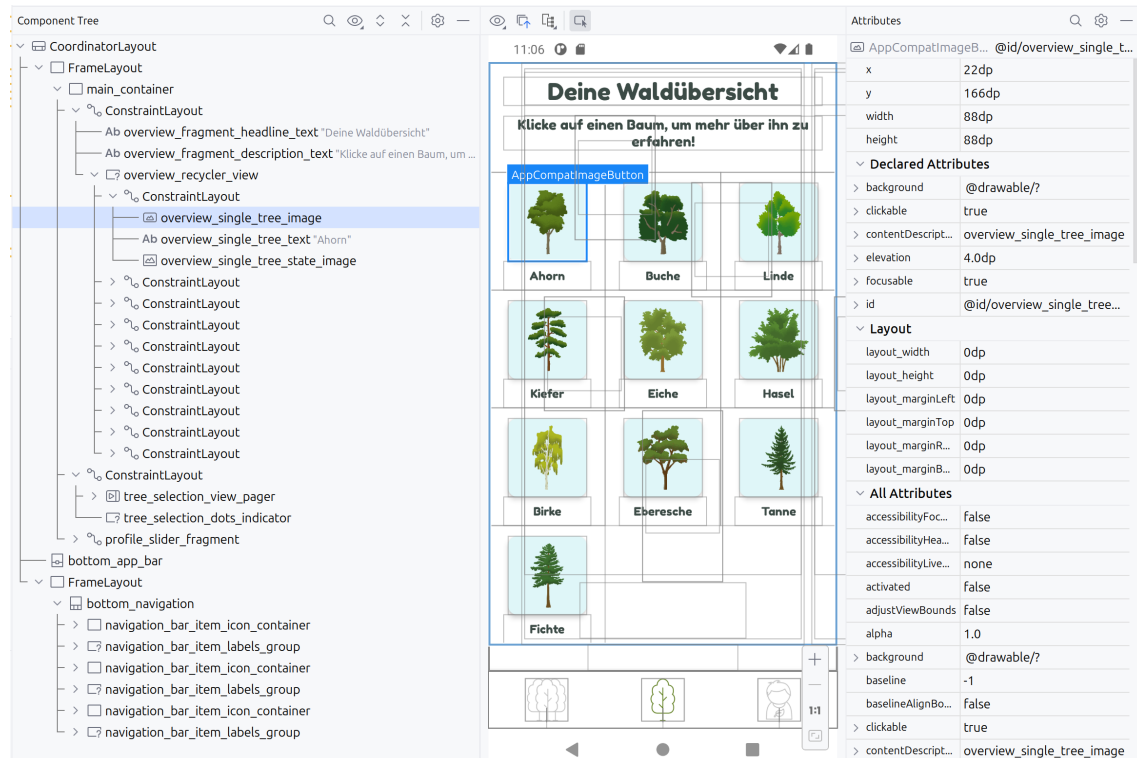 Component Tree
CoordinatorLayout
FrameLayout
main_container
ConstraintLayout
Ab overview_fragment_headline_text "Deine Waldübersicht"
Ab overview_fragment_description_text "Klicke auf einen Baum, um ...
overview_recycler_view
ConstraintLayout
overview_single_tree_image
Ab overview_single_tree_text "Ahorn"
overview_single_tree_state_image
ConstraintLayout
ConstraintLayout
ConstraintLayout
ConstraintLayout
ConstraintLayout
ConstraintLayout
ConstraintLayout
ConstraintLayout
ConstraintLayout
ConstraintLayout
tree_selection_view_pager
tree_selection_dots_indicator
profile_slider_fragment
bottom_app_bar
FrameLayout
bottom_navigation
navigation_bar_item_icon_container
navigation_bar_item_labels_group
navigation_bar_item_icon_container
navigation_bar_item_labels_group
navigation_bar_item_icon_container
navigation_bar_item_labels_group
11:06
Deine Waldübersicht
Klicke auf einen Baum, um mehr über ihn zu
erfahren!
AppCompatImageButton
Ahorn Buche Linde
Kiefer Eiche Hasel
Birke Eberesche Tanne
Fichte
1:1
Attributes
AppCompatImageB... @id/overview_single_t...
x 22dp
y 166dp
width 88dp
height 88dp
Declared Attributes
background @drawable/?
clickable true
contentDescript... overview_single_tree_image
elevation 4.0dp
focusable true
id @id/overview_single_tree...
Layout
layout_width 0dp
layout_height 0dp
layout_marginLeft 0dp
layout_marginTop 0dp
layout_marginR... 0dp
layout_marginB... 0dp
All Attributes
accessibilityFoc... false
accessibilityHea... false
accessibilityLive... none
activated false
adjustViewBounds false
alpha 1.0
background @drawable/?
baseline -1
baselineAlignBo... false
clickable true
contentDescript... overview_single_tree_image